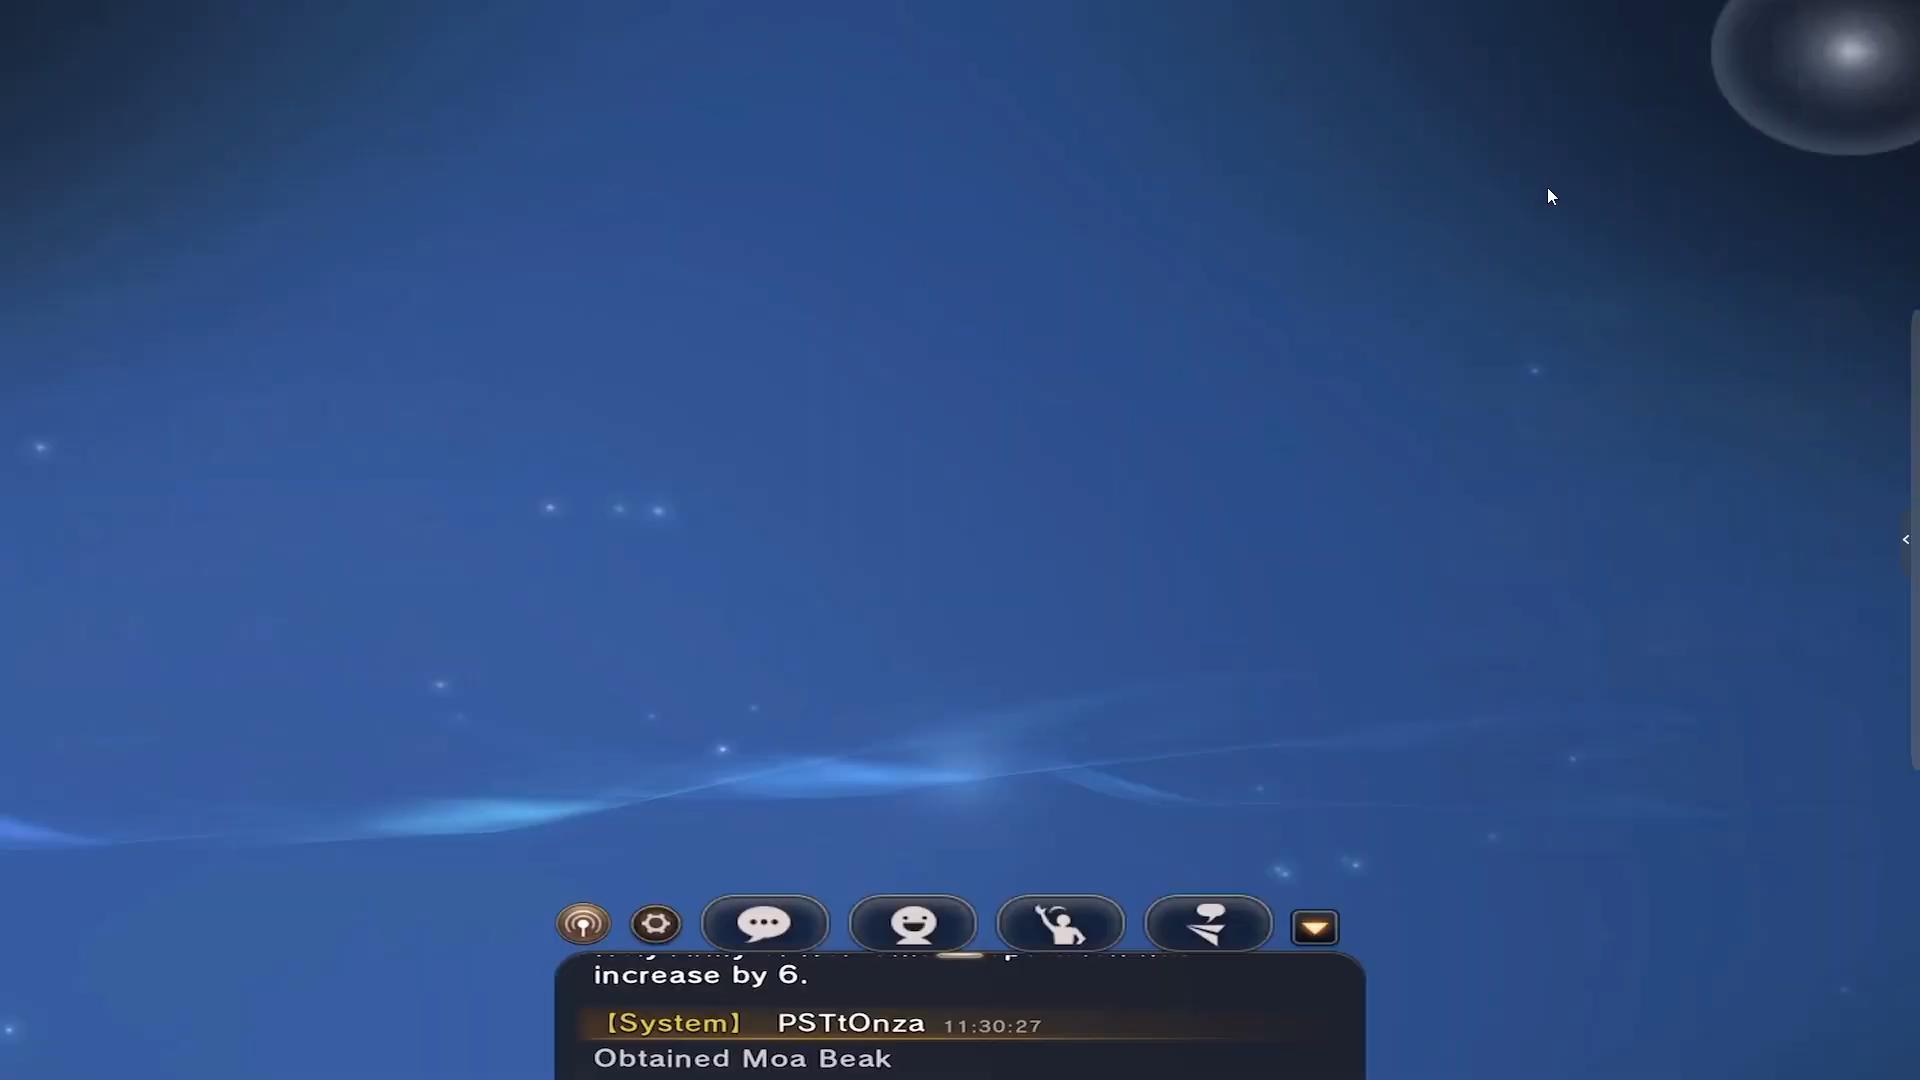 increase by 6.
【System】 PSTtOnza 11:30:27
Obtained Moa Beak